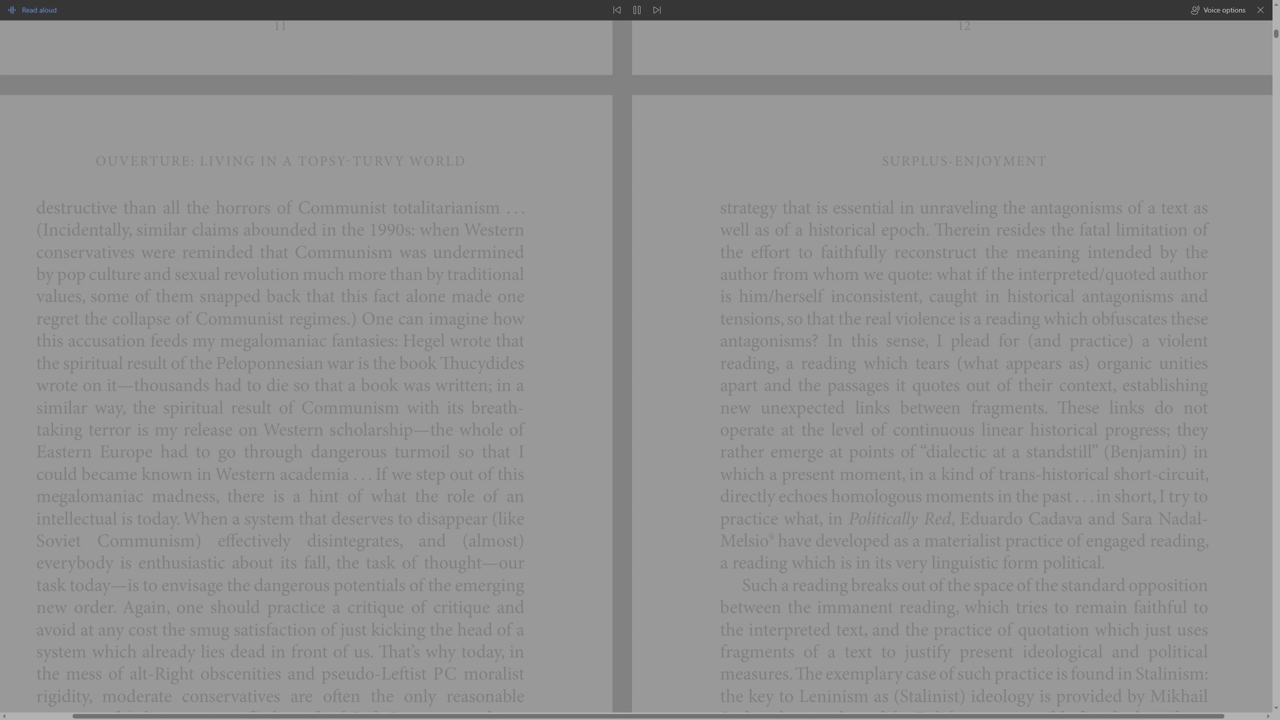 Read aloud
Voice options
11
12
OUVERTURE: LIVING IN A TOPSY-TURVY WORLD
destructive than all the horrors of Communist totalitarianism . . .
(Incidentally, similar claims abounded in the 1990s: when Western
conservatives were reminded that Communism was undermined
by pop culture and sexual revolution much more than by traditional
values, some of them snapped back that this fact alone made one
regret the collapse of Communist regimes.) One can imagine how
this accusation feeds my megalomaniac fantasies: Hegel wrote that
the spiritual result of the Peloponnesian war is the book Thucydides
wrote on it—thousands had to die so that a book was written; in a
similar way, the spiritual result of Communism with its breath-
taking terror is my release on Western scholarship—the whole of
Eastern Europe had to go through dangerous turmoil so that I
could became known in Western academia . . . If we step out of this
megalomaniac madness, there is a hint of what the role of an
intellectual is today. When a system that deserves to disappear (like
Soviet Communism) effectively disintegrates, and (almost)
everybody is enthusiastic about its fall, the task of thought—our
task today—is to envisage the dangerous potentials of the emerging
new order. Again, one should practice a critique of critique and
avoid at any cost the smug satisfaction of just kicking the head of a
system which already lies dead in front of us. That's why today, in
the mess of alt-Right obscenities and pseudo-Leftist PC moralist
rigidity, moderate conservatives are often the only reasonable
SURPLUS-ENJOYMENT
strategy that is essential in unraveling the antagonisms of a text as
well as of a historical epoch. Therein resides the fatal limitation of
the effort to faithfully reconstruct the meaning intended by the
author from whom we quote: what if the interpreted/quoted author
is him/herself inconsistent, caught in historical antagonisms and
tensions, so that the real violence is a reading which obfuscates these
antagonisms? In this sense, I plead for (and practice) a violent
reading, a reading which tears (what appears as) organic unities
apart and the passages it quotes out of their context, establishing
new unexpected links between fragments. These links do not
operate at the level of continuous linear historical progress; they
rather emerge at points of “dialectic at a standstill” (Benjamin) in
which a present moment, in a kind of trans-historical short-circuit,
directly echoes homologous moments in the past . . . in short, I try to
practice what, in Politically Red, Eduardo Cadava and Sara Nadal-
Melsio⁸ have developed as a materialist practice of engaged reading,
a reading which is in its very linguistic form political.
Such a reading breaks out of the space of the standard opposition
between the immanent reading, which tries to remain faithful to
the interpreted text, and the practice of quotation which just uses
fragments of a text to justify present ideological and political
measures. The exemplary case of such practice is found in Stalinism:
the key to Leninism as (Stalinist) ideology is provided by Mikhail